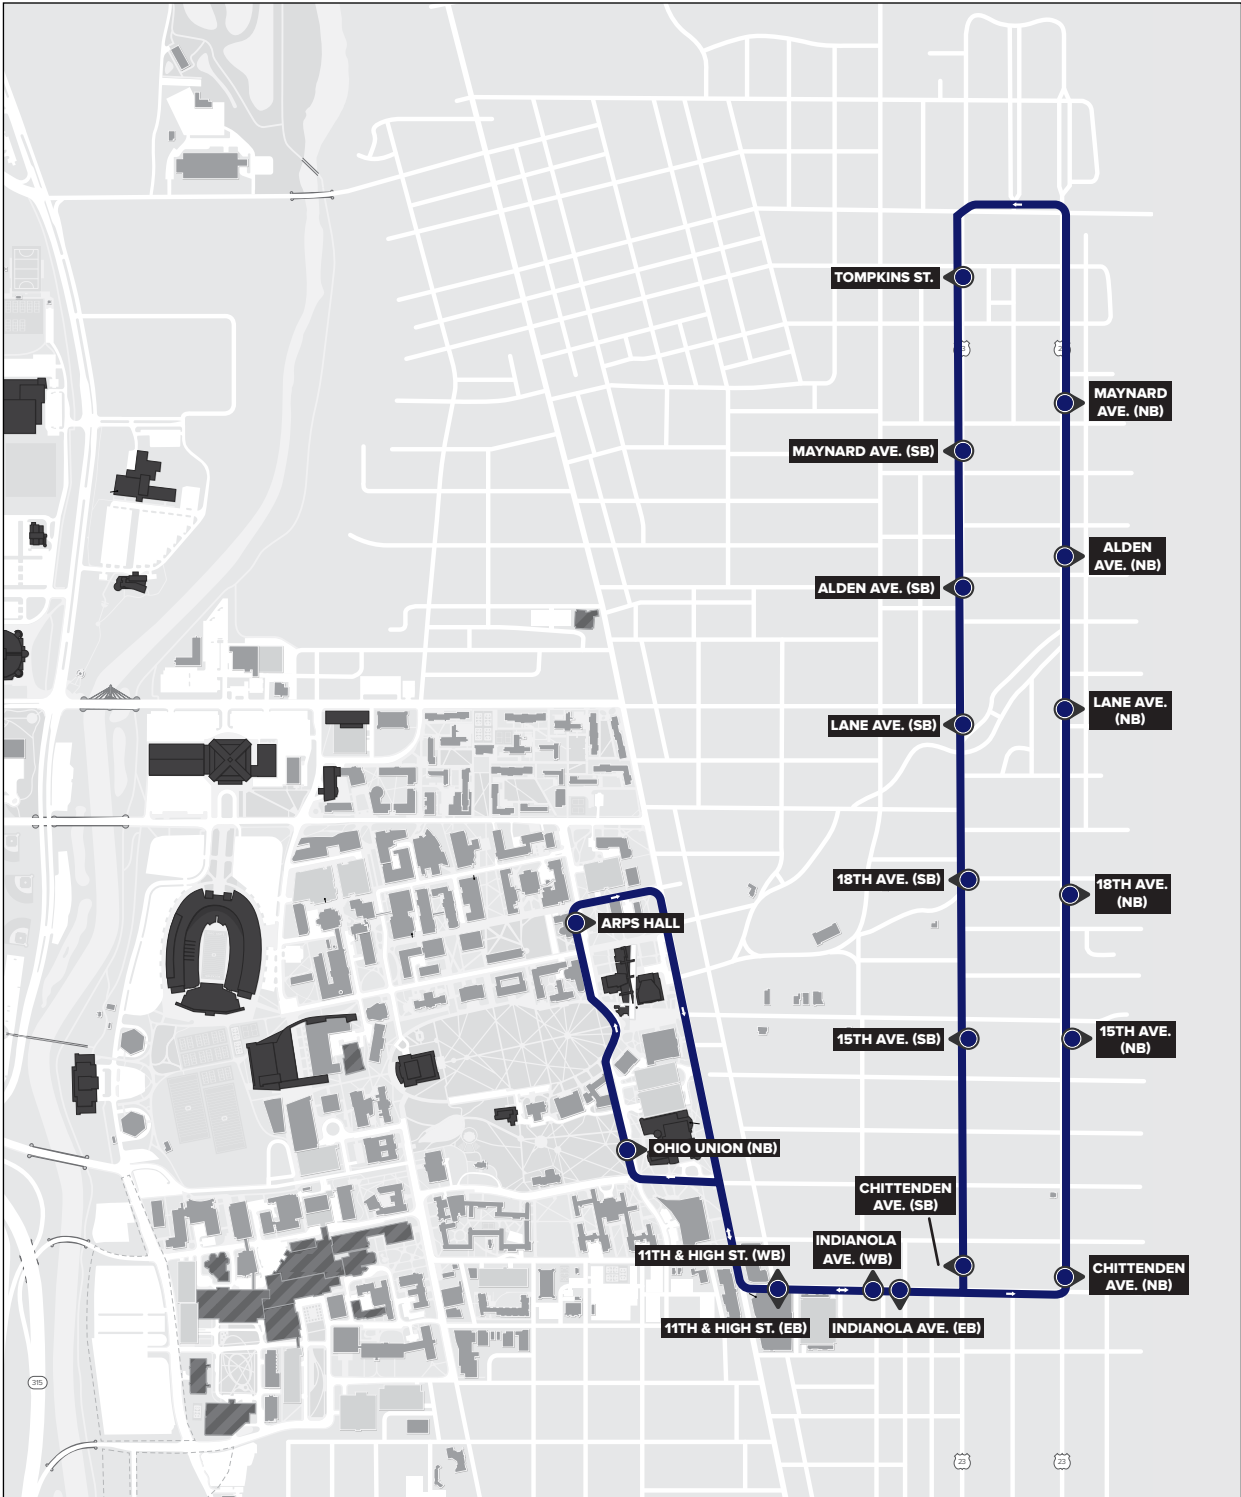 TOMPKINS ST.
MAYNARD
AVE. (NB)
MAYNARD AVE. (SB)
ALDEN
AVE. (NB)
ALDEN AVE. (SB)
LANE AVE.
(NB)
LANE AVE. (SB)
18TH AVE. (SB)
18TH AVE.
(NB)
ARPS HALL
15TH AVE. (SB)
15TH AVE.
(NB)
OHIO UNION (NB)
CHITTENDEN
AVE. (SB)
INDIANOLA
AVE. (WB)
11TH & HIGH ST. (WB)
CHITTENDEN
AVE. (NB)
11TH & HIGH ST. (EB)
INDIANOLA AVE. (EB)
315
23
23